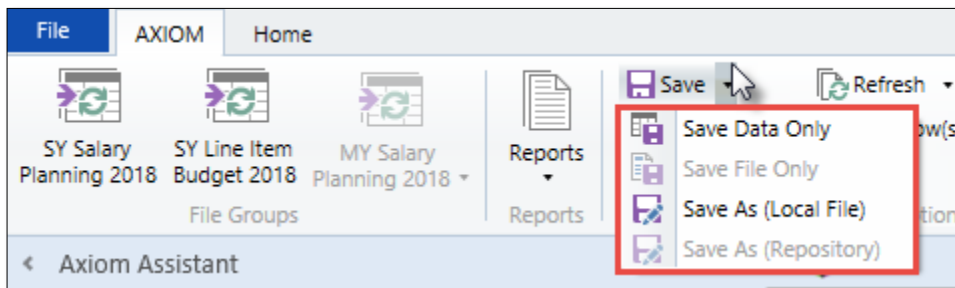 File AXIOM Home
Save Refresh
Save Data Only
Save File Only
Save As (Local File)
Save As (Repository)
SY Salary
Planning 2018
SY Line Item
Budget 2018
MY Salary
Planning 2018
Reports
File Groups
Reports
Axiom Assistant